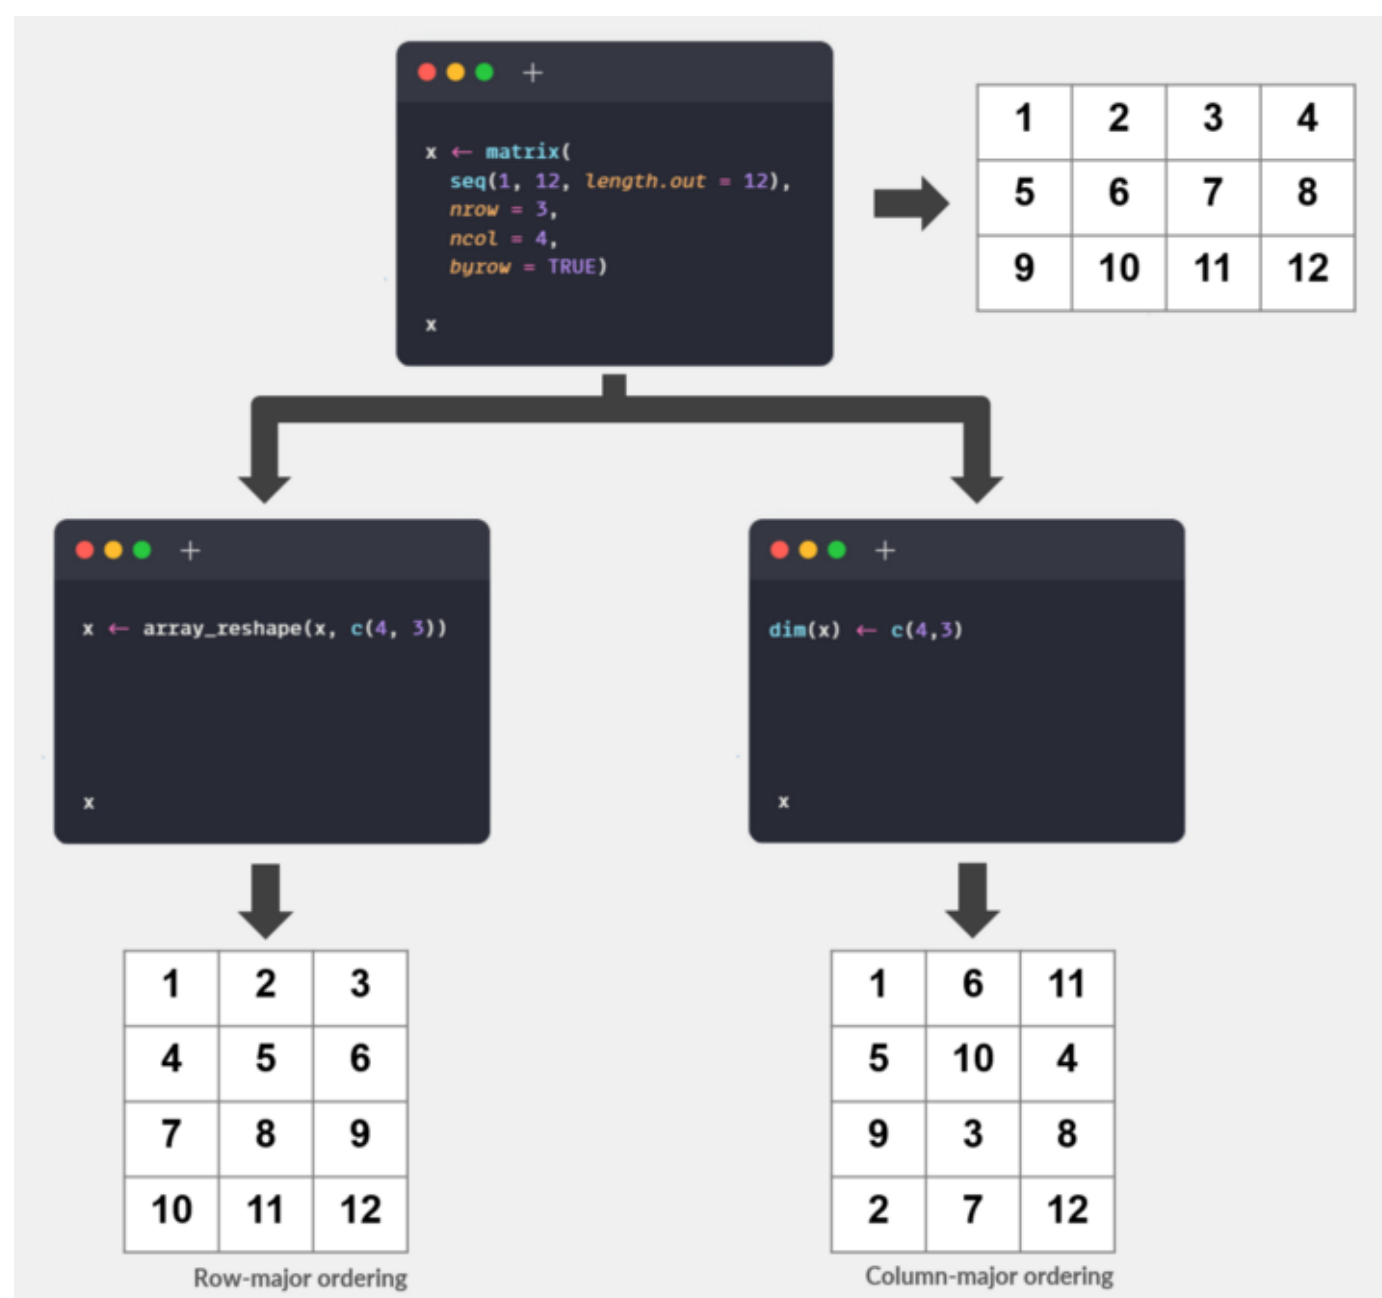 +
x ← matrix(
seq(1, 12, length.out = 12),
nrow = 3,
ncol = 4,
byrow = TRUE)
x
1 2 3 4
5 6 7 8
9 10 11 12
+
x ← array_reshape(x, c(4, 3))
x
+
dim(x) ← c(4,3)
x
1 2 3
4 5 6
7 8 9
10 11 12
Row-major ordering
1 6 11
5 10 4
9 3 8
2 7 12
Column-major ordering